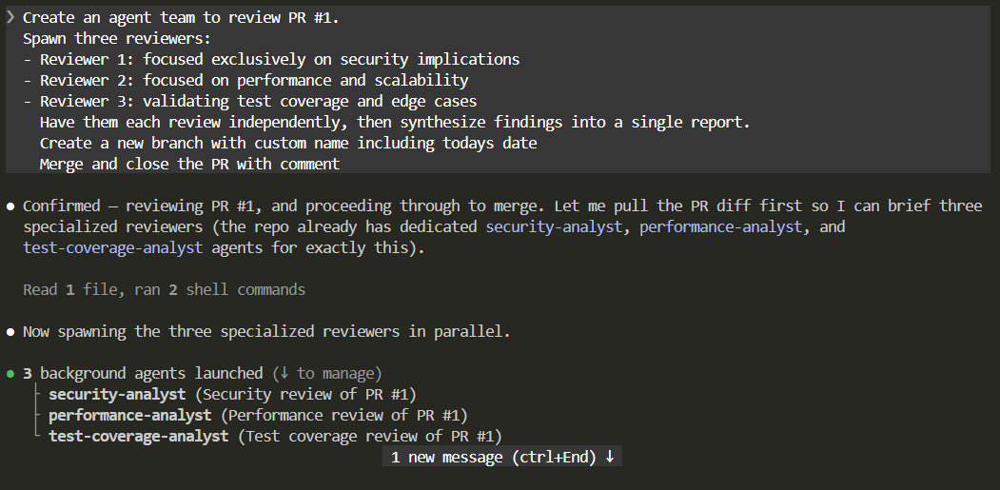 ❯ Create an agent team to review PR #1.
Spawn three reviewers:
- Reviewer 1: focused exclusively on security implications
- Reviewer 2: focused on performance and scalability
- Reviewer 3: validating test coverage and edge cases
Have them each review independently, then synthesize findings into a single report.
Create a new branch with custom name including todays date
Merge and close the PR with comment
● Confirmed — reviewing PR #1, and proceeding through to merge. Let me pull the PR diff first so I can brief three
specialized reviewers (the repo already has dedicated security-analyst, performance-analyst, and
test-coverage-analyst agents for exactly this).
Read 1 file, ran 2 shell commands
● Now spawning the three specialized reviewers in parallel.
● 3 background agents launched (↓ to manage)
├ security-analyst (Security review of PR #1)
├ performance-analyst (Performance review of PR #1)
└ test-coverage-analyst (Test coverage review of PR #1)
1 new message (ctrl+End) ↓